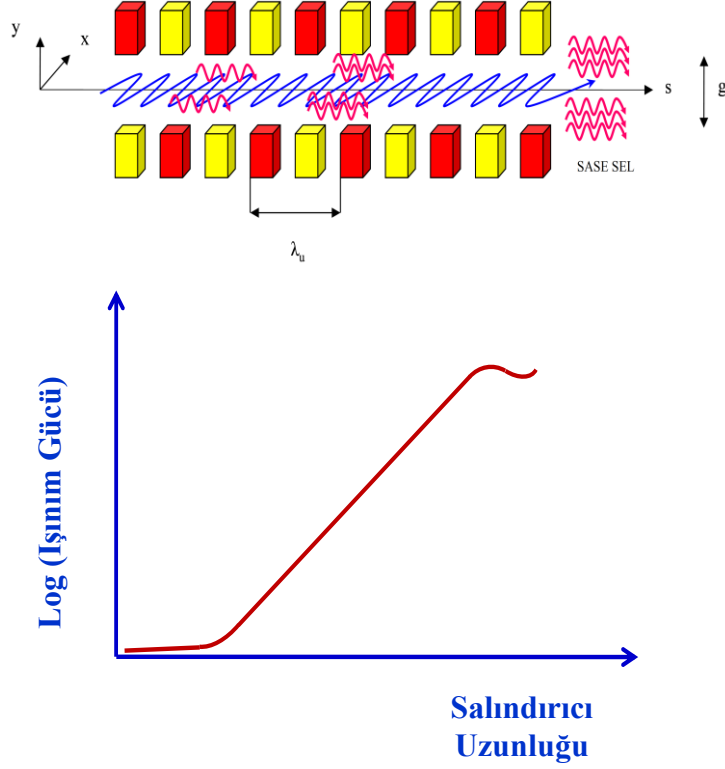 y
x
s
g
SASE SEL
λu
Log (Işınım Gücü)
Salındırıcı
Uzunluğu